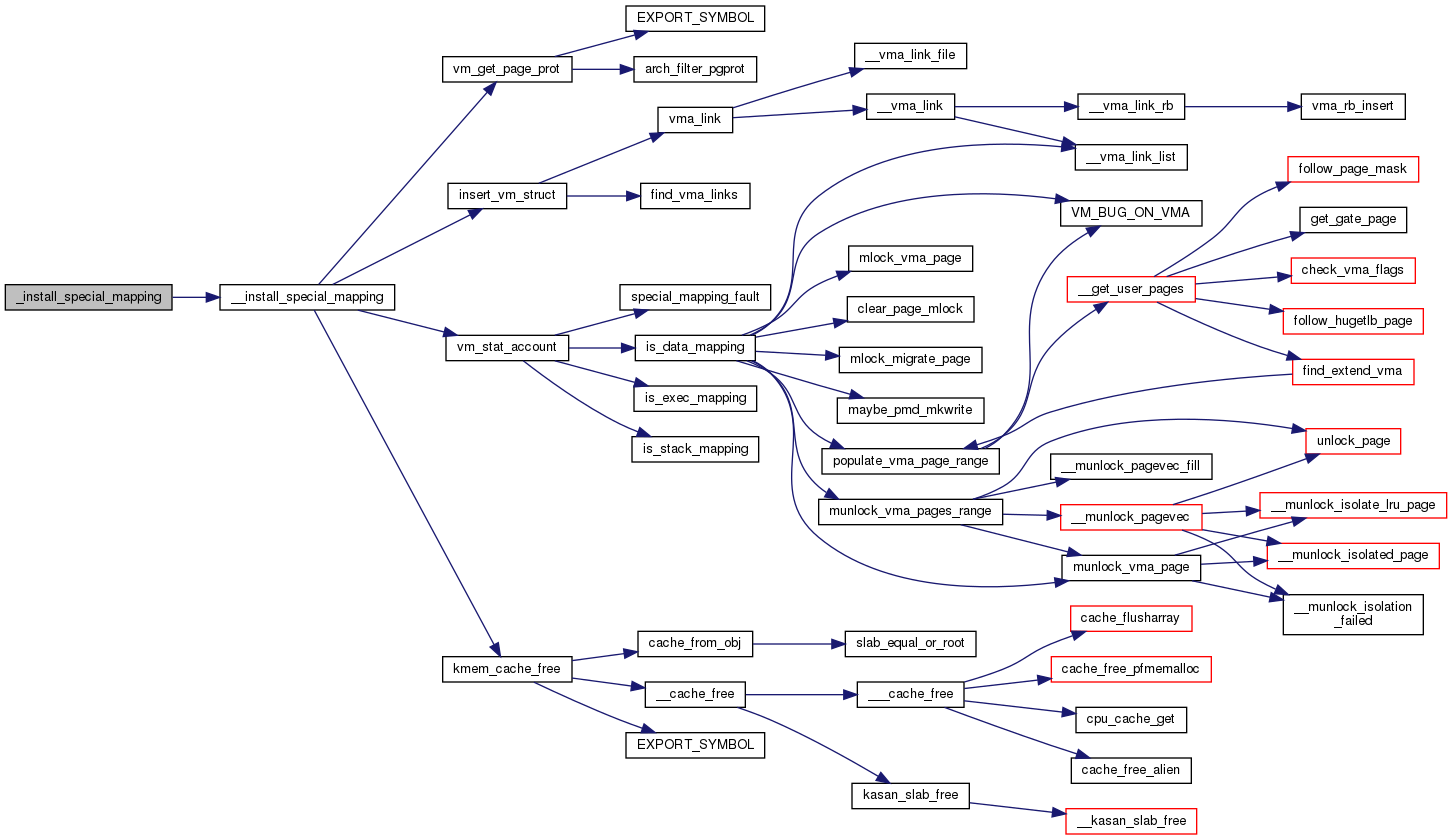 _install_special_mapping
__install_special_mapping
vm_get_page_prot
EXPORT_SYMBOL
arch_filter_pgprot
insert_vm_struct
vma_link
find_vma_links
__vma_link_file
__vma_link
__vma_link_rb
vma_rb_insert
__vma_link_list
vm_stat_account
special_mapping_fault
is_data_mapping
is_exec_mapping
is_stack_mapping
VM_BUG_ON_VMA
mlock_vma_page
clear_page_mlock
mlock_migrate_page
maybe_pmd_mkwrite
populate_vma_page_range
munlock_vma_pages_range
__get_user_pages
follow_page_mask
get_gate_page
check_vma_flags
follow_hugetlb_page
find_extend_vma
unlock_page
__munlock_pagevec_fill
__munlock_pagevec
munlock_vma_page
__munlock_isolate_lru_page
__munlock_isolated_page
__munlock_isolation
_failed
kmem_cache_free
cache_from_obj
slab_equal_or_root
__cache_free
EXPORT_SYMBOL
___cache_free
cache_flusharray
cache_free_pfmemalloc
cpu_cache_get
cache_free_alien
kasan_slab_free
__kasan_slab_free